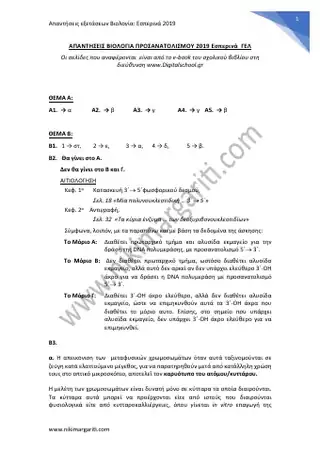 Απαντήσεις εξετάσεων Βιολογία: Εσπερινά 2019
1
ΑΠΑΝΤΗΣΕΙΣ ΒΙΟΛΟΓΙΑ ΠΡΟΣΑΝΑΤΟΛΙΣΜΟΥ 2019 Εσπερινά ΓΕΛ
Οι σελίδες που αναφέρονται είναι από το e-book του σχολικού βιβλίου στη
διεύθυνση www.Digitalschool.gr
ΘΕΜΑ Α:
Α1. → α Α2. → β Α3. → γ Α4. → γ Α5. → β
ΘΕΜΑ Β:
Β1. 1 → στ, 2 → ε, 3 → α, 4 → δ, 5 → β.
Β2. Θα γίνει στο Α.
Δεν θα γίνει στο Β και Γ.
ΑΙΤΙΟΛΟΓΗΣΗ
Κεφ. 1ο Κατασκευή 3΄→ 5΄φωσφορικού δεσμού.
Σελ. 18 «Μία πολυνουκλεοτιδική … 3΄→ 5΄»
Κεφ. 2ο Αντιγραφή,
Σελ. 32 «Τα κύρια ένζυμα … των δεοξυριβονουκλεοτιδίων»
Σύμφωνα, λοιπόν, με τα παραπάνω και με βάση τα δεδομένα της άσκησης:
Το Μόριο Α: Διαθέτει πρωταρχικό τμήμα και αλυσίδα εκμαγείο για την
δράση της DNA πολυμεράσης, με προσανατολισμό 5΄→ 3΄.
Το Μόριο Β: Δεν διαθέτει πρωταρχικό τμήμα, ωστόσο διαθέτει αλυσίδα
εκμαγείο, αλλά αυτό δεν αρκεί αν δεν υπάρχει ελεύθερο 3΄-ΟΗ
άκρο για να δράσει η DNA πολυμεράση με προσανατολισμό
5΄→ 3΄.
Το Μόριο Γ: Διαθέτει 3΄-ΟΗ άκρο ελεύθερο, αλλά δεν διαθέτει αλυσίδα
εκμαγείο, ώστε να επιμηκυνθούν αυτά τα 3΄-ΟΗ άκρα που
διαθέτει το μόριο αυτό. Επίσης, στο σημείο που υπάρχει
αλυσίδα εκμαγείο, δεν υπάρχει 3΄-ΟΗ άκρο ελεύθερο για να
επιμηκυνθεί.
Β3.
α. Η απεικόνιση των μεταφασικών χρωμοσωμάτων όταν αυτά ταξινομούνται σε
ζεύγη κατά ελαττούμενο μέγεθος, για να παρατηρηθούν μετά από κατάλληλη χρώση
τους στο οπτικό μικροσκόπιο, αποτελεί τον καρυότυπο του ατόμου/κυττάρου.
Η μελέτη των χρωμοσωμάτων είναι δυνατή μόνο σε κύτταρα τα οποία διαιρούνται.
Τα κύτταρα αυτά μπορεί να προέρχονται είτε από ιστούς που διαιρούνται
φυσιολογικά είτε από κυτταροκαλλιέργειες, όπου γίνεται in vitro επαγωγή της
www.nikimargariti.com
www.nikimargariti.com